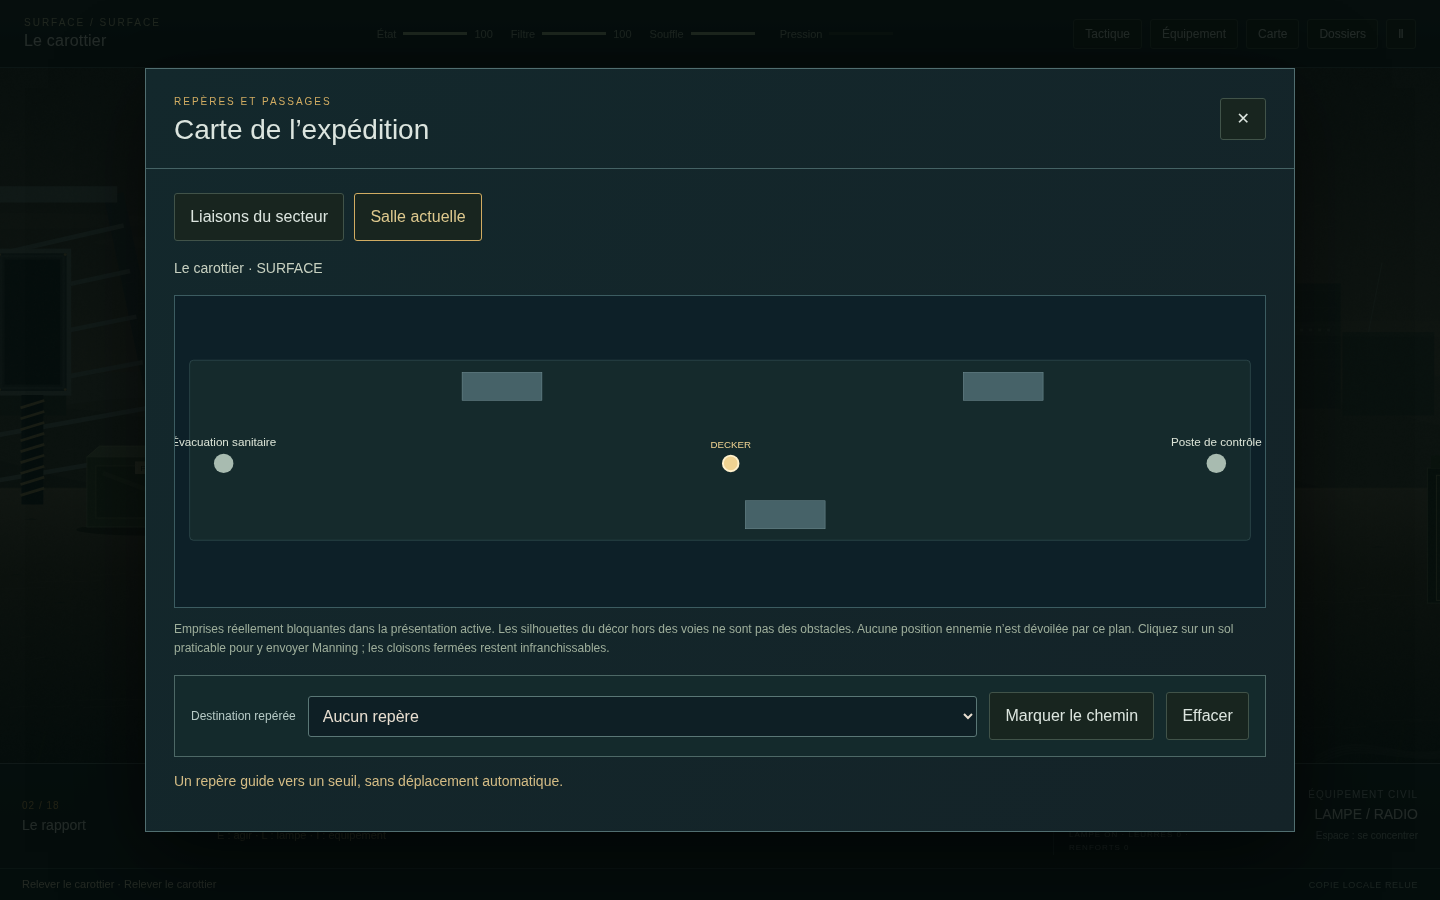 SURFACE / SURFACE
Le carottier
État 100 Filtre 100 Souffle Pression
Tactique Équipement Carte Dossiers II
REPÈRES ET PASSAGES
Carte de l’expédition
✕
Liaisons du secteur Salle actuelle
Le carottier · SURFACE
Évacuation sanitaire DECKER Poste de contrôle
Emprises réellement bloquantes dans la présentation active. Les silhouettes du décor hors des voies ne sont pas des obstacles. Aucune position ennemie n’est dévoilée par ce plan. Cliquez sur un sol
praticable pour y envoyer Manning ; les cloisons fermées restent infranchissables.
Destination repérée Aucun repère Marquer le chemin Effacer
Un repère guide vers un seuil, sans déplacement automatique.
02 / 18
Le rapport
E : agir · L : lampe · I : équipement
ÉQUIPEMENT CIVIL
LAMPE / RADIO
Espace : se concentrer
Relever le carottier · Relever le carottier
COPIE LOCALE RELUE